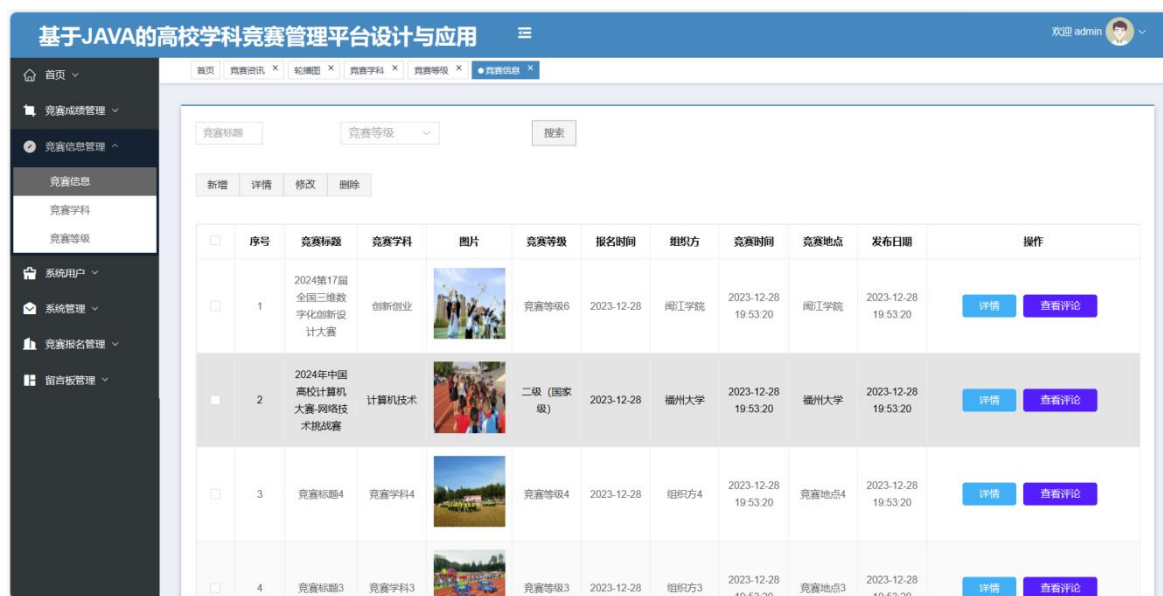 基于JAVA的高校学科竞赛管理平台设计与应用
欢迎 admin
首页
首页 竞赛资讯 × 轮播图 × 竞赛学科 × 竞赛等级 × 竞赛信息 ×
竞赛成绩管理
竞赛标题 竞赛等级 搜索
竞赛信息管理
竞赛信息
新增 详情 修改 删除
竞赛学科
竞赛等级
序号 竞赛标题 竞赛学科 图片 竞赛等级 报名时间 组织方 竞赛时间 竞赛地点 发布日期 操作
系统用户
系统管理
竞赛报名管理
留言板管理
1 2024第17届
全国三维数
字化创新设
计大赛
创新创业 竞赛等级6 2023-12-28 闽江学院 2023-12-28
19:53:20
闽江学院 2023-12-28
19:53:20
详情 查看评论
2 2024年中国
高校计算机
大赛-网络技
术挑战赛
计算机技术 二级（国家
级）
2023-12-28 福州大学 2023-12-28
19:53:20
福州大学 2023-12-28
19:53:20
详情 查看评论
3 竞赛标题4 竞赛学科4 竞赛等级4 2023-12-28 组织方4 2023-12-28
19:53:20
竞赛地点4 2023-12-28
19:53:20
详情 查看评论
4 竞赛标题3 竞赛学科3 竞赛等级3 2023-12-28 组织方3 2023-12-28
19:53:20
竞赛地点3 2023-12-28
19:53:20
详情 查看评论